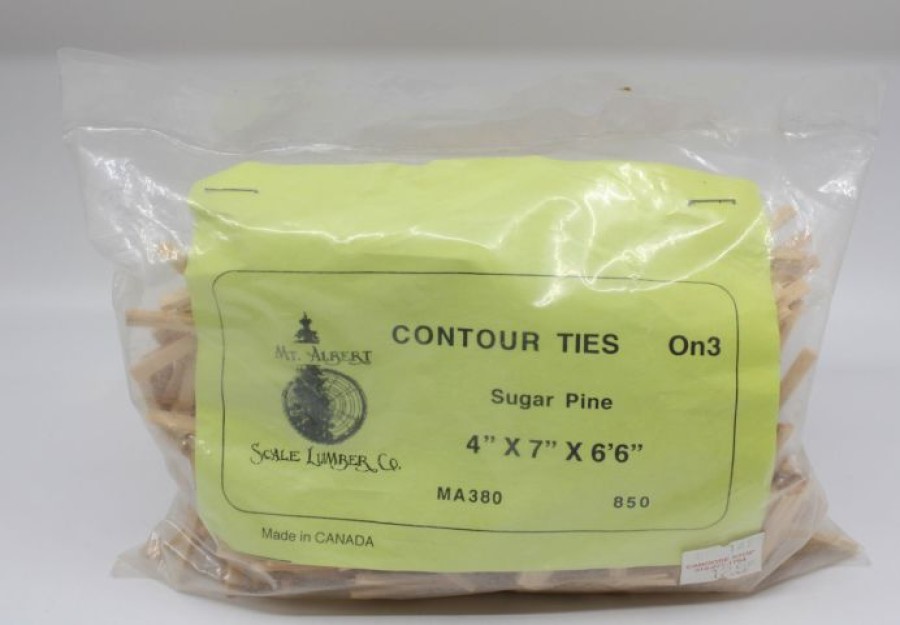 MT. ALBERT
SCALE LUMBER CO.
CONTOUR TIES On3
Sugar Pine
4" X 7" X 6'6"
MA380 850
Made in CANADA